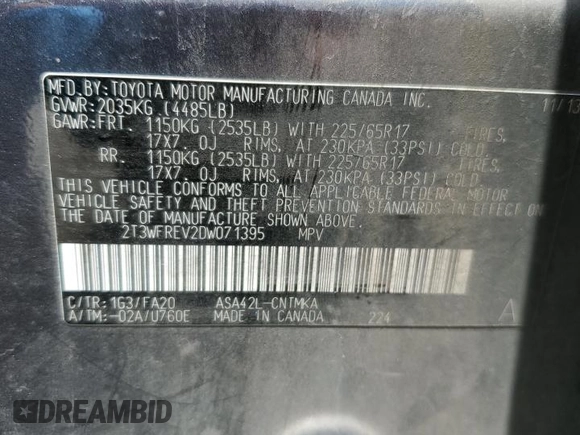 MFD.BY:TOYOTA MOTOR MANUFACTURING CANADA INC. 11/13
GVWR:2035KG (4485LB)
GAWR:FRT. 1150KG (2535LB) WITH 225/65R17 TIRES,
17X7.0J RIMS, AT 230KPA (33PSI) COLD
RR. 1150KG (2535LB) WITH 225/65R17 TIRES,
17X7.0J RIMS, AT 230KPA (33PSI) COLD
THIS VEHICLE CONFORMS TO ALL APPLICABLE FEDERAL MOTOR
VEHICLE SAFETY AND THEFT PREVENTION STANDARDS IN EFFECT ON
THE DATE OF MANUFACTURE SHOWN ABOVE.
2T3WFREV2DW071395 MPV
C/TR:1G3/FA20 ASA42L-CNTMKA
A/TM:-02A/U760E MADE IN CANADA 224 A
DREAMBID